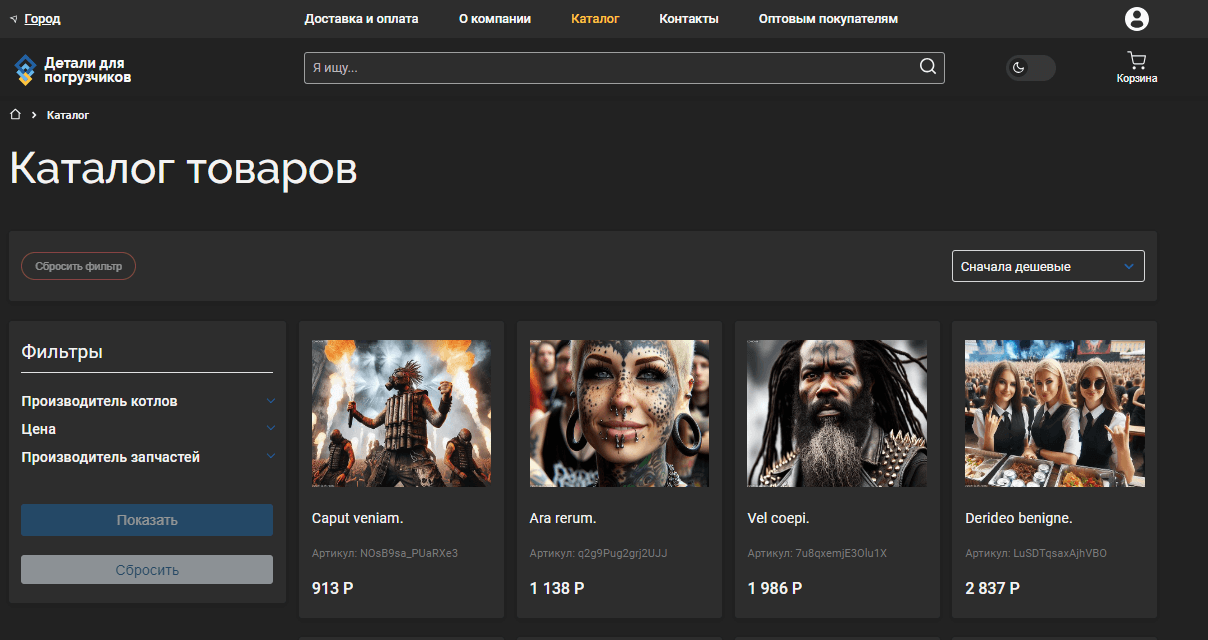 Город
Доставка и оплата
О компании
Каталог
Контакты
Оптовым покупателям
Детали для
погрузчиков
Я ищу...
Корзина
Каталог
Каталог товаров
Сбросить фильтр
Сначала дешевые
Фильтры
Производитель котлов
Цена
Производитель запчастей
Показать
Сбросить
Caput veniam.
Артикул: NOsB9sa_PUaRXe3
913 Р
Ara rerum.
Артикул: q2g9Pug2grj2UJJ
1 138 Р
Vel coepi.
Артикул: 7u8qxemjE3Olu1X
1 986 Р
Derideo benigne.
Артикул: LuSDTqsaxAjhVBO
2 837 Р